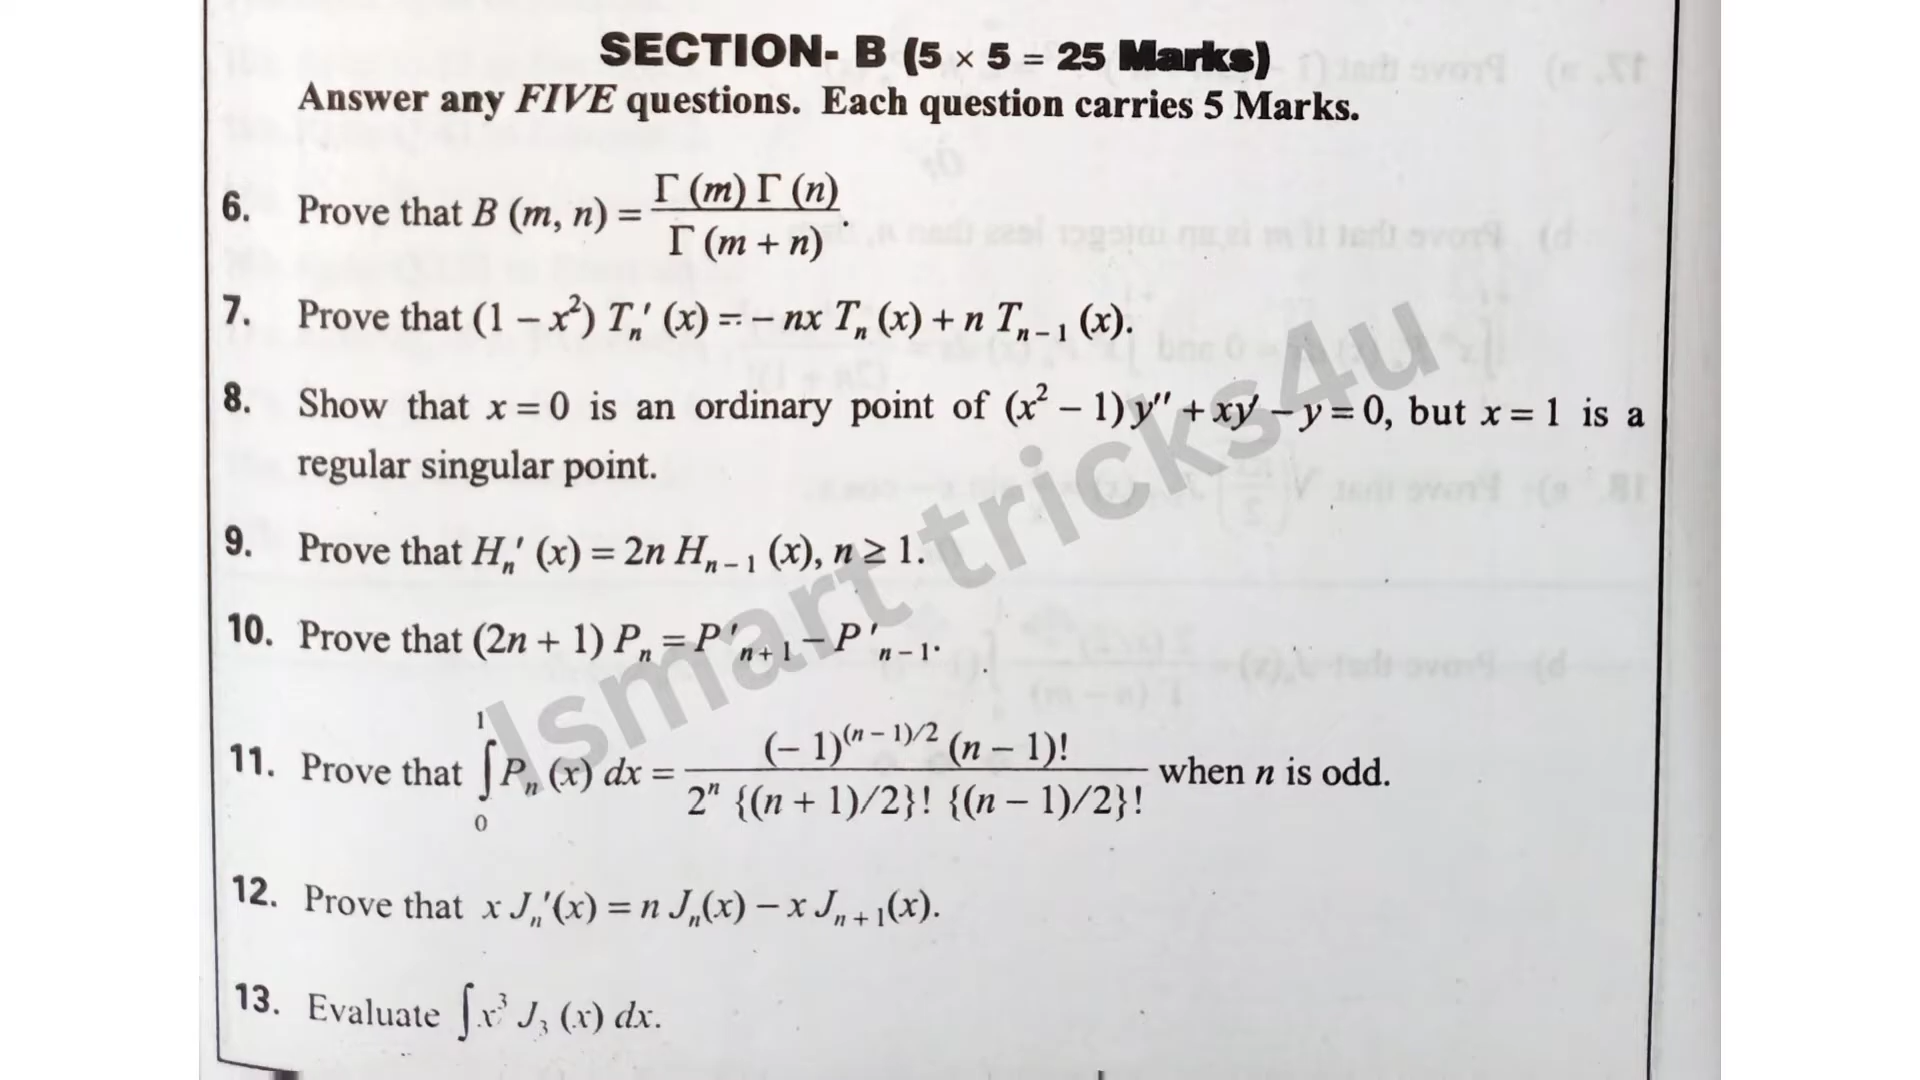 SECTION- B (5 × 5 = 25 Marks)
Answer any FIVE questions. Each question carries 5 Marks.
6. Prove that B (m, n) = Γ (m) Γ (n) / Γ (m + n).
7. Prove that (1 – x²) Tₙ′ (x) = – nx Tₙ (x) + n Tₙ₋₁ (x).
8. Show that x = 0 is an ordinary point of (x² – 1) y″ + xy′ – y = 0, but x = 1 is a
regular singular point.
9. Prove that Hₙ′ (x) = 2n Hₙ₋₁ (x), n ≥ 1.
10. Prove that (2n + 1) Pₙ = P′ₙ₊₁ – P′ₙ₋₁.
11. Prove that ∫₀¹ Pₙ (x) dx = (– 1)^(n – 1)/2 (n – 1)! / 2ⁿ {(n + 1)/2}! {(n – 1)/2}! when n is odd.
12. Prove that x Jₙ′(x) = n Jₙ(x) – x Jₙ₊₁(x).
13. Evaluate ∫x³ J₃ (x) dx.
Ismart tricks4u